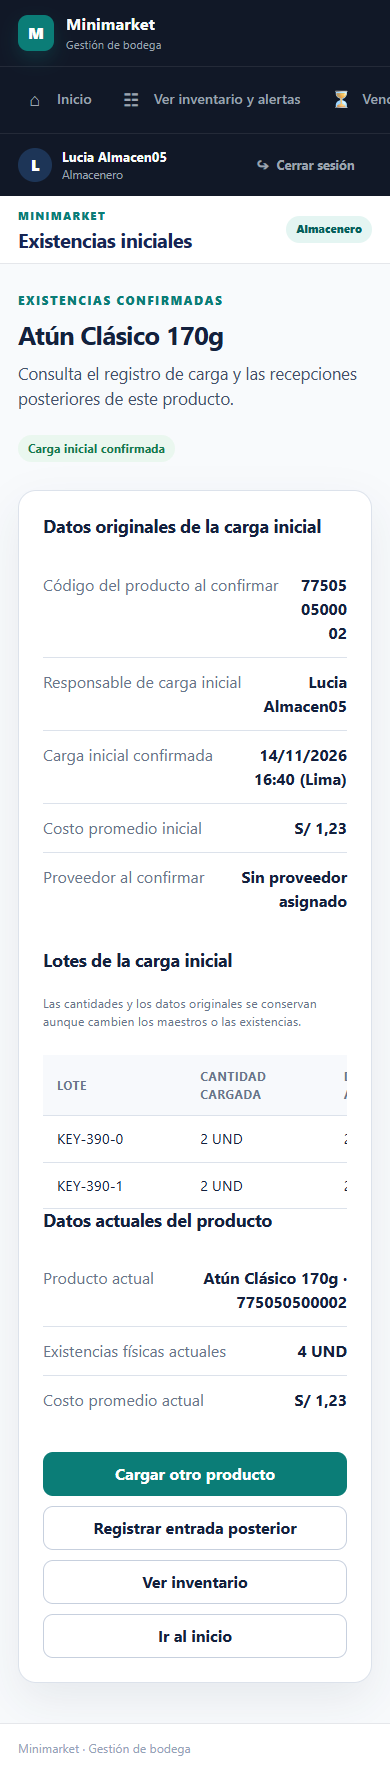 M
Minimarket
Gestión de bodega
Inicio
Ver inventario y alertas
L
Lucia Almacen05
Almacenero
Cerrar sesión
MINIMARKET
Existencias iniciales
Almacenero
EXISTENCIAS CONFIRMADAS
Atún Clásico 170g
Consulta el registro de carga y las recepciones
posteriores de este producto.
Carga inicial confirmada
Datos originales de la carga inicial
Código del producto al confirmar
77505
05000
02
Responsable de carga inicial
Lucia
Almacen05
Carga inicial confirmada
14/11/2026
16:40 (Lima)
Costo promedio inicial
S/ 1,23
Proveedor al confirmar
Sin proveedor
asignado
Lotes de la carga inicial
Las cantidades y los datos originales se conservan
aunque cambien los maestros o las existencias.
LOTE
CANTIDAD
CARGADA
KEY-390-0
2 UND
KEY-390-1
2 UND
Datos actuales del producto
Producto actual
Atún Clásico 170g ·
775050500002
Existencias físicas actuales
4 UND
Costo promedio actual
S/ 1,23
Cargar otro producto
Registrar entrada posterior
Ver inventario
Ir al inicio
Minimarket · Gestión de bodega